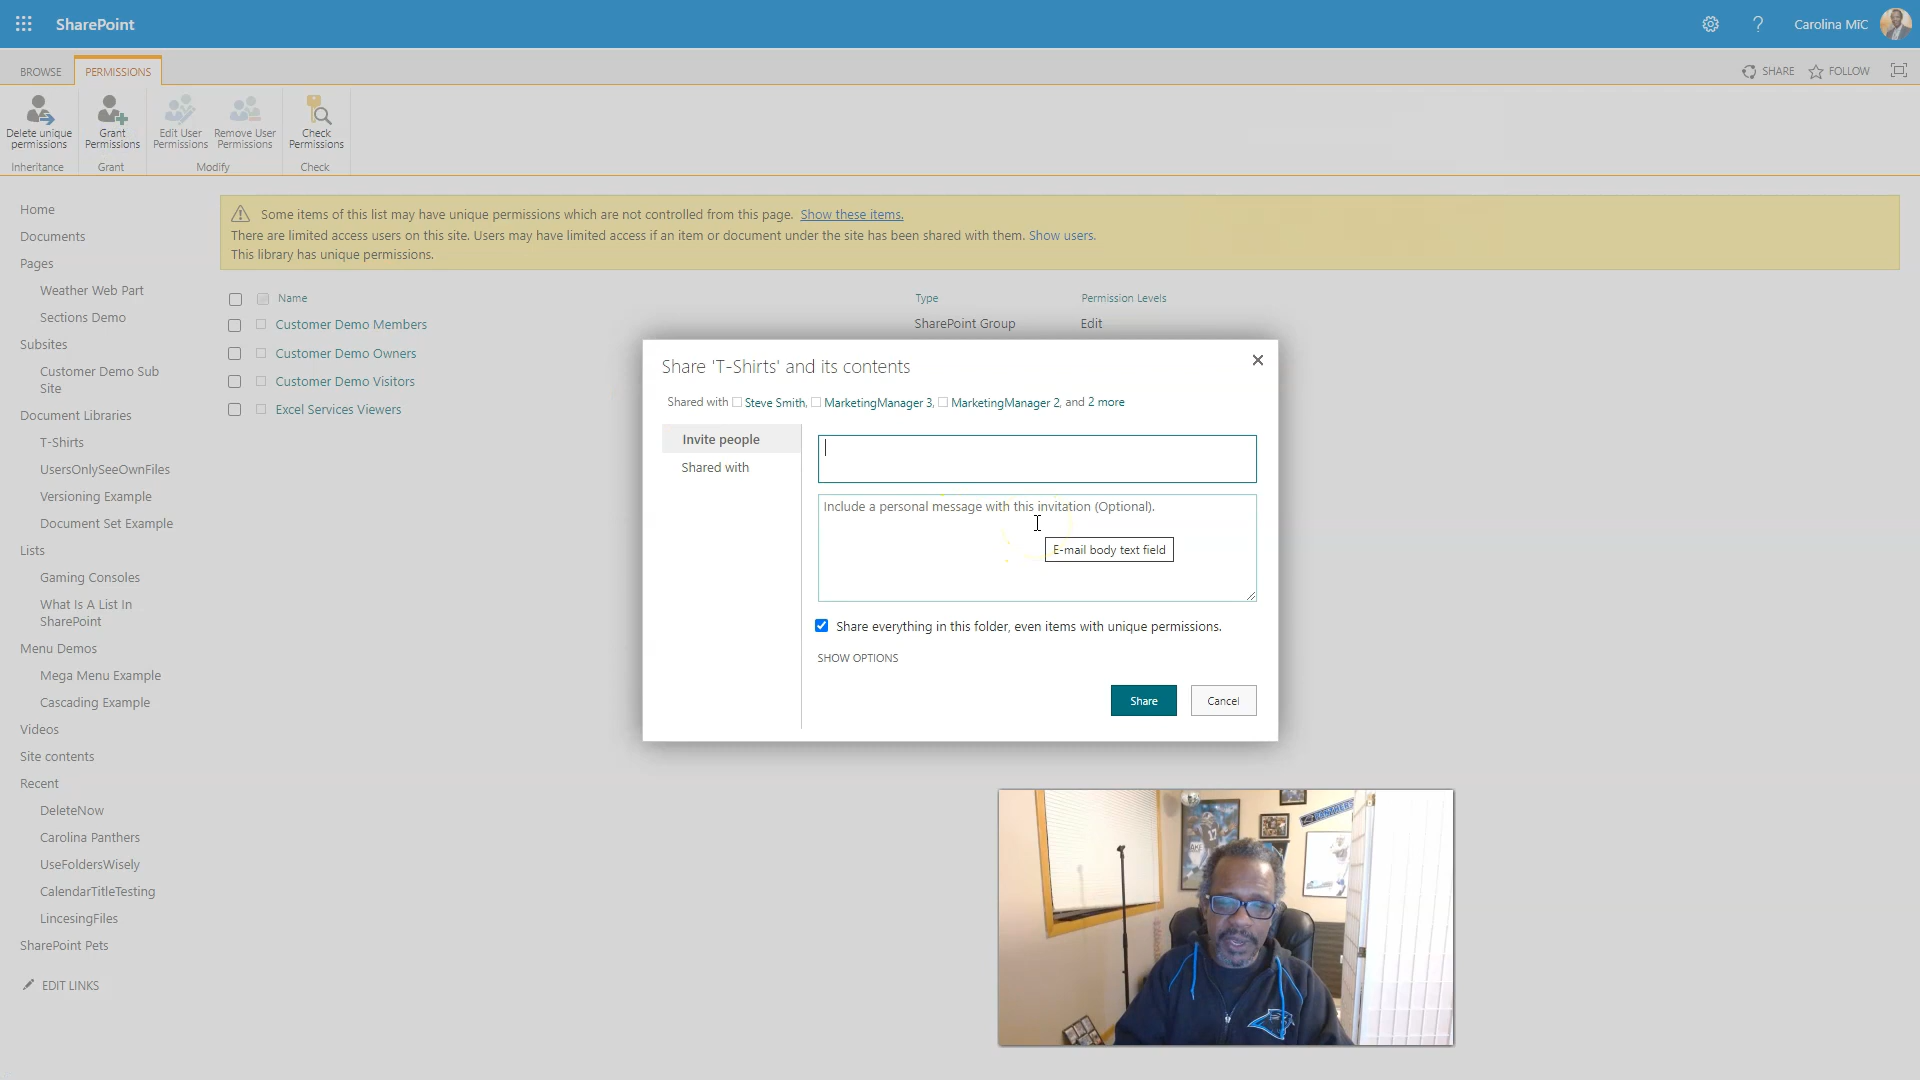 SharePoint
Carolina MiC
BROWSE
PERMISSIONS
SHARE
FOLLOW
Delete unique
permissions
Grant
Permissions
Edit User
Permissions
Remove User
Permissions
Check
Permissions
Inheritance
Grant
Modify
Check
Home
Documents
Pages
Weather Web Part
Sections Demo
Subsites
Customer Demo Sub
Site
Document Libraries
T-Shirts
UsersOnlySeeOwnFiles
Versioning Example
Document Set Example
Lists
Gaming Consoles
What Is A List In
SharePoint
Menu Demos
Mega Menu Example
Cascading Example
Videos
Site contents
Recent
DeleteNow
Carolina Panthers
UseFoldersWisely
CalendarTitleTesting
LincesingFiles
SharePoint Pets
EDIT LINKS
Some items of this list may have unique permissions which are not controlled from this page. Show these items.
There are limited access users on this site. Users may have limited access if an item or document under the site has been shared with them. Show users.
This library has unique permissions.
Name
Type
Permission Levels
Customer Demo Members
SharePoint Group
Edit
Customer Demo Owners
Customer Demo Visitors
Excel Services Viewers
Share 'T-Shirts' and its contents
Shared with Steve Smith, MarketingManager 3, MarketingManager 2, and 2 more
Invite people
Shared with
Include a personal message with this invitation (Optional).
E-mail body text field
Share everything in this folder, even items with unique permissions.
SHOW OPTIONS
Share
Cancel
17